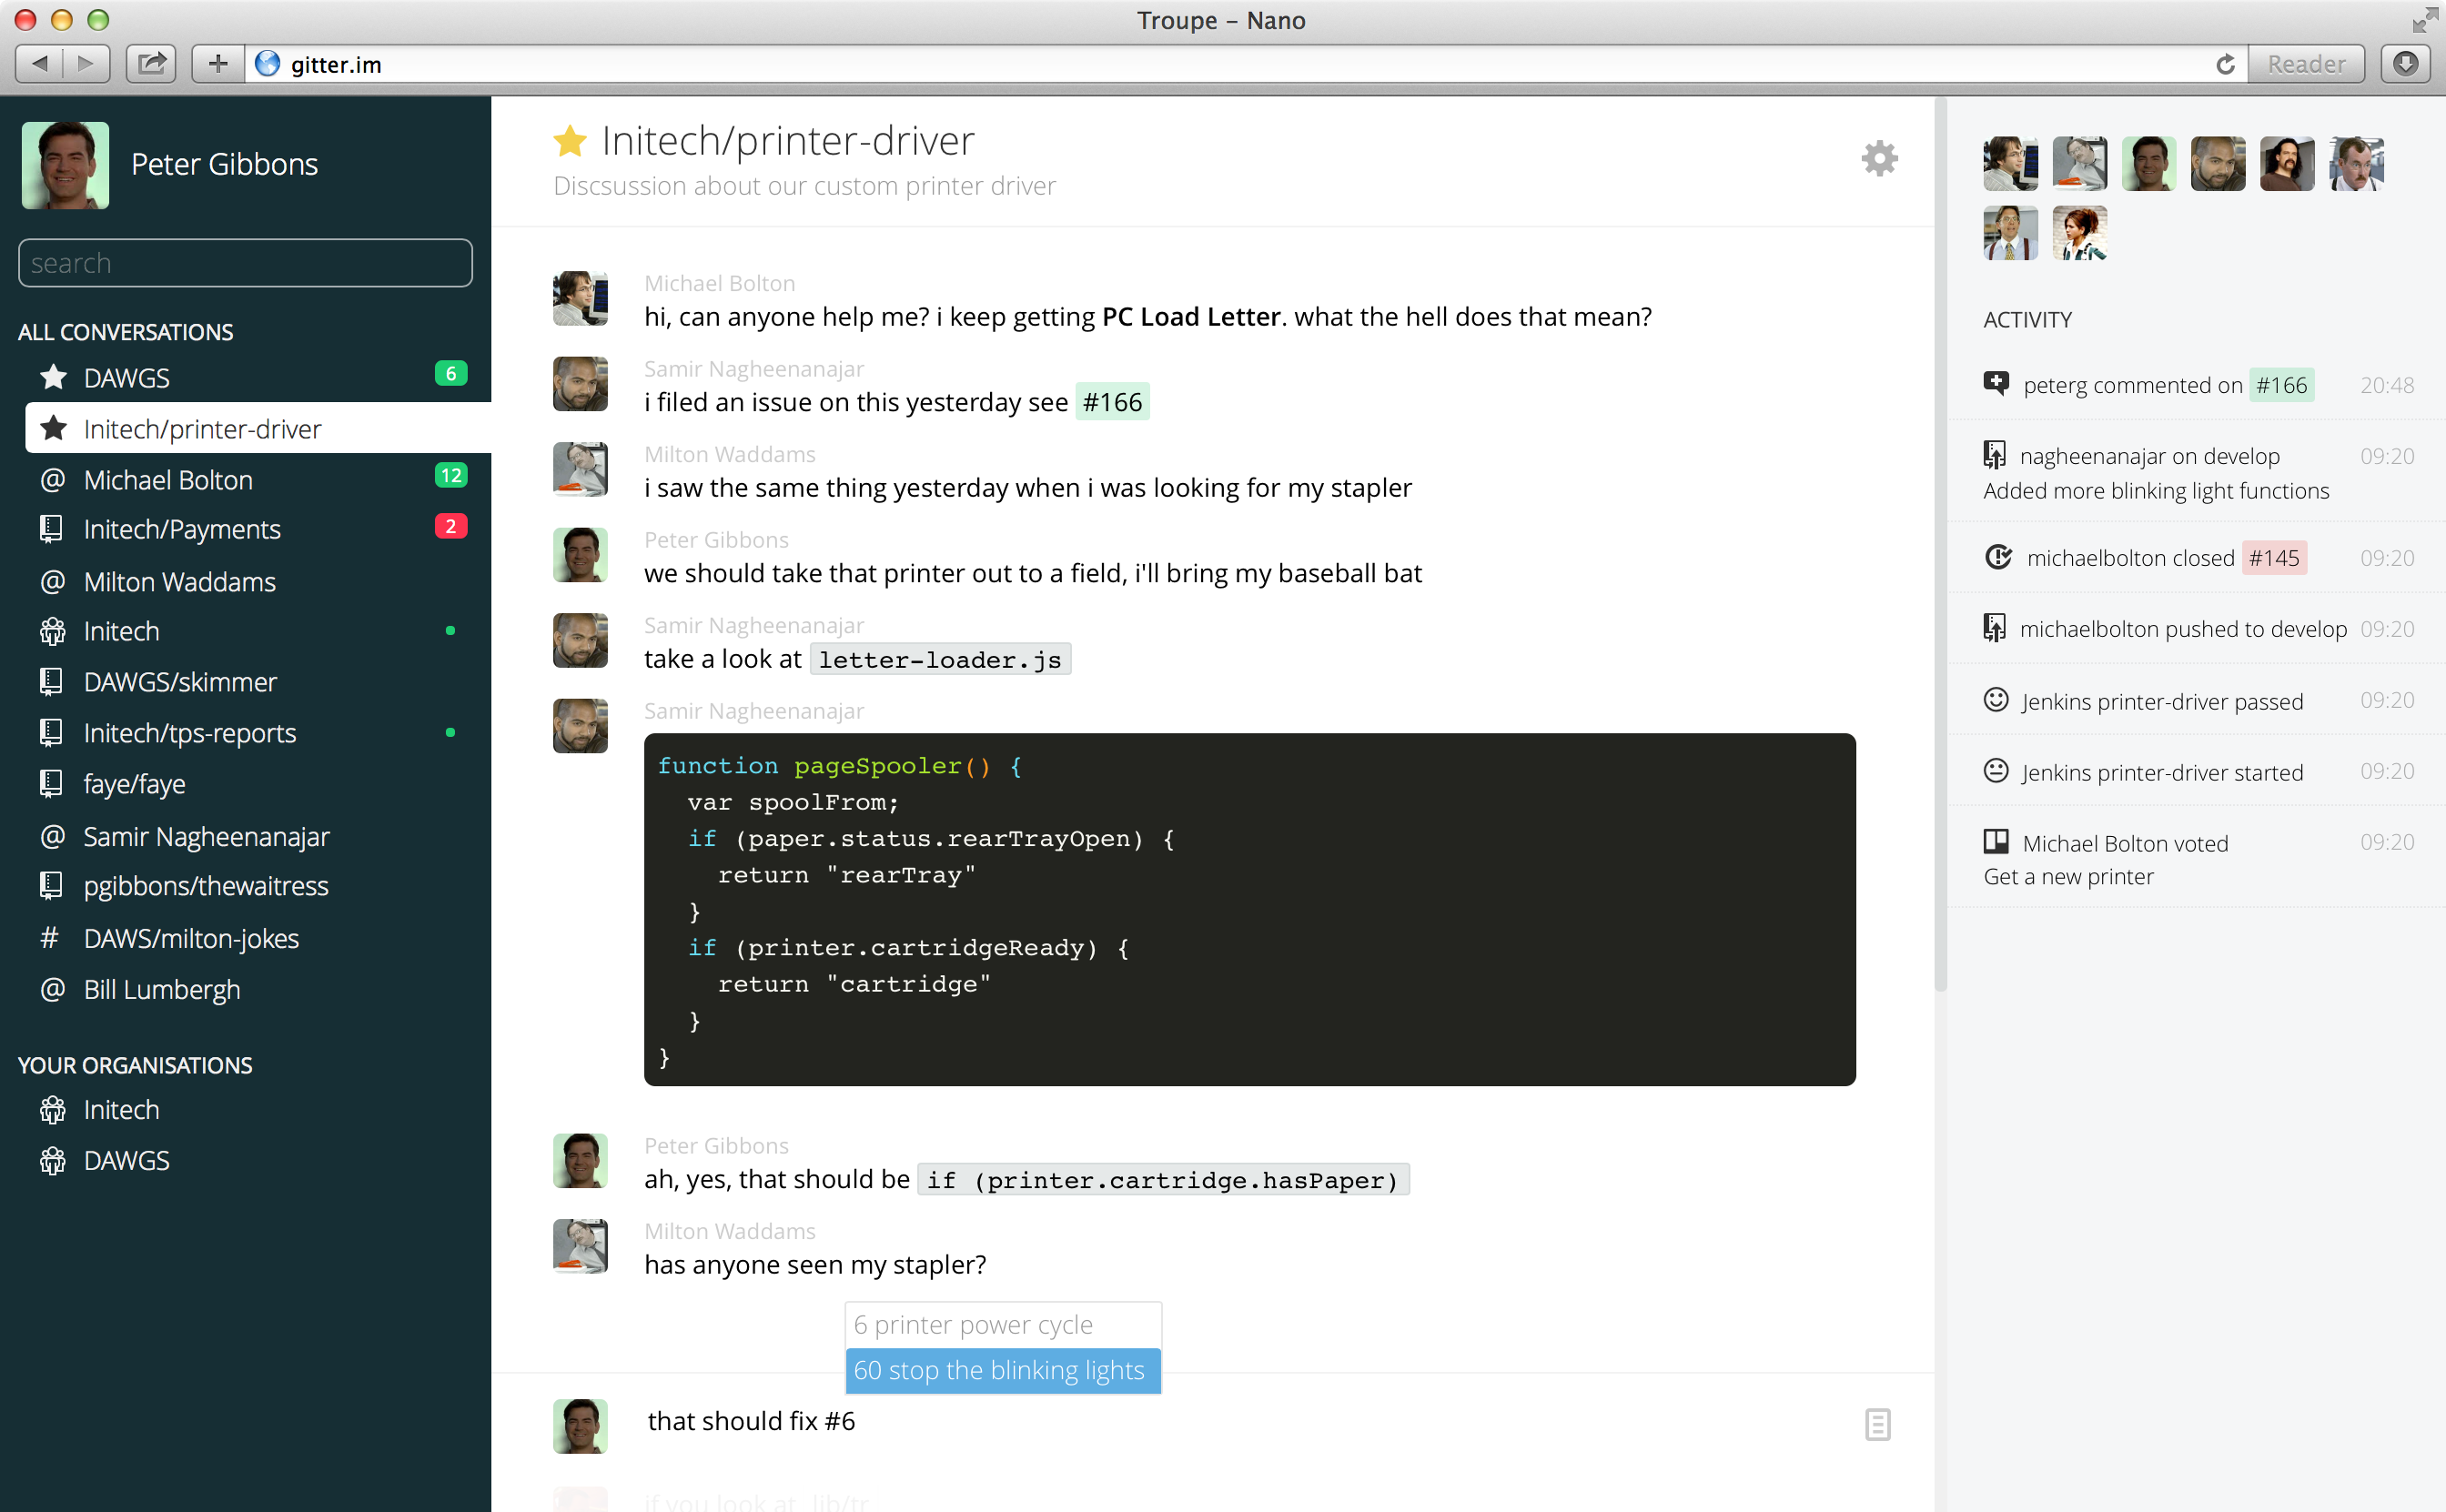 Troupe – Nano
gitter.im
Reader
Peter Gibbons
search
ALL CONVERSATIONS
DAWGS 6
Initech/printer-driver
@ Michael Bolton 12
Initech/Payments 2
@ Milton Waddams
Initech
DAWGS/skimmer
Initech/tps-reports
faye/faye
@ Samir Nagheenanajar
pgibbons/thewaitress
# DAWS/milton-jokes
@ Bill Lumbergh
YOUR ORGANISATIONS
Initech
DAWGS
Initech/printer-driver
Discsussion about our custom printer driver
Michael Bolton
hi, can anyone help me? i keep getting PC Load Letter. what the hell does that mean?
Samir Nagheenanajar
i filed an issue on this yesterday see #166
Milton Waddams
i saw the same thing yesterday when i was looking for my stapler
Peter Gibbons
we should take that printer out to a field, i'll bring my baseball bat
Samir Nagheenanajar
take a look at letter-loader.js
Samir Nagheenanajar
function pageSpooler() {
  var spoolFrom;
  if (paper.status.rearTrayOpen) {
    return "rearTray"
  }
  if (printer.cartridgeReady) {
    return "cartridge"
  }
}
Peter Gibbons
ah, yes, that should be if (printer.cartridge.hasPaper)
Milton Waddams
has anyone seen my stapler?
6 printer power cycle
60 stop the blinking lights
that should fix #6
if you look at lib/tr
ACTIVITY
peterg commented on #166 20:48
nagheenanajar on develop 09:20
Added more blinking light functions
michaelbolton closed #145 09:20
michaelbolton pushed to develop 09:20
Jenkins printer-driver passed 09:20
Jenkins printer-driver started 09:20
Michael Bolton voted 09:20
Get a new printer